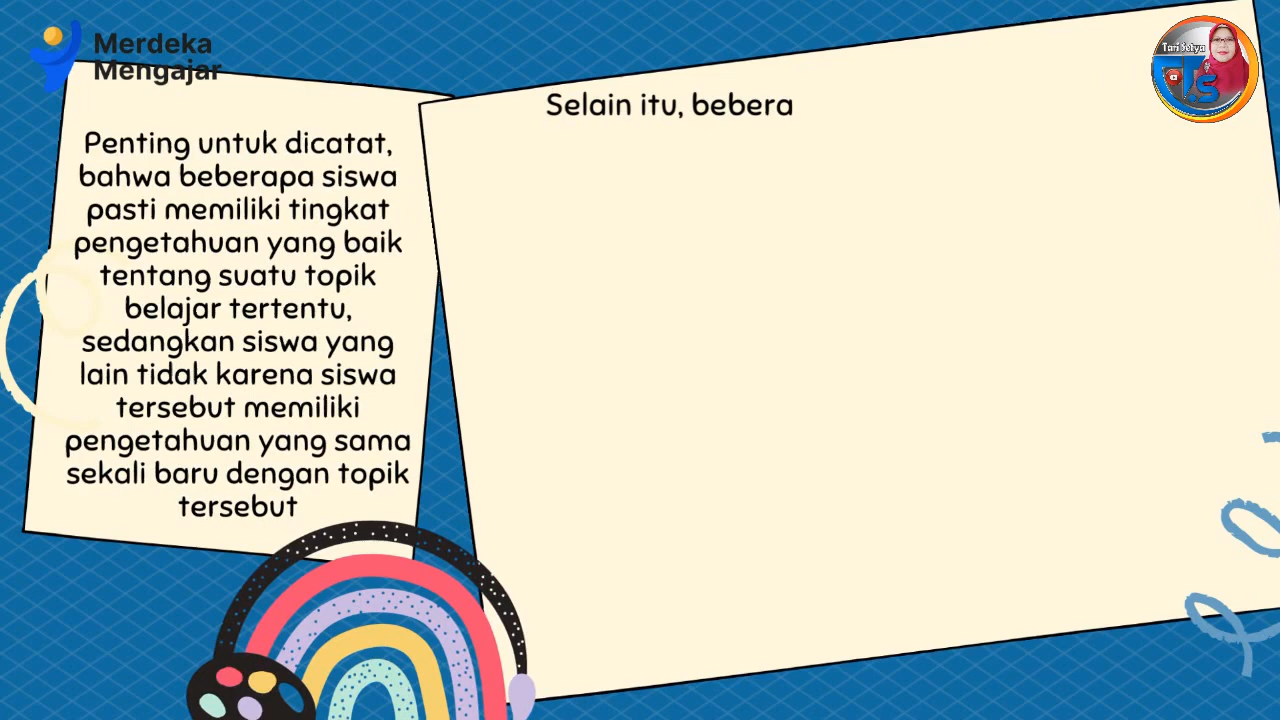 Merdeka
Mengajar
Penting untuk dicatat,
bahwa beberapa siswa
pasti memiliki tingkat
pengetahuan yang baik
tentang suatu topik
belajar tertentu,
sedangkan siswa yang
lain tidak karena siswa
tersebut memiliki
pengetahuan yang sama
sekali baru dengan topik
tersebut
Selain itu, bebera
Tari Setya
T.S